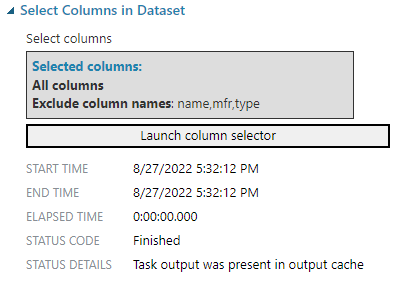 Select Columns in Dataset
Select columns
Selected columns:
All columns
Exclude column names: name,mfr,type
Launch column selector
START TIME 8/27/2022 5:32:12 PM
END TIME 8/27/2022 5:32:12 PM
ELAPSED TIME 0:00:00.000
STATUS CODE Finished
STATUS DETAILS Task output was present in output cache